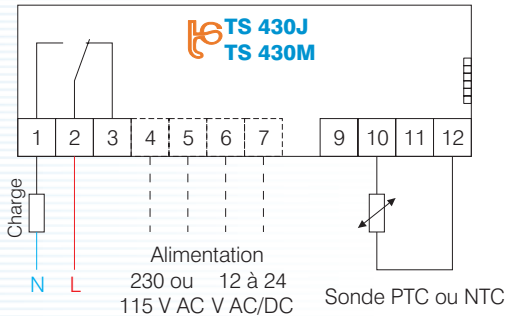 TS 430J
TS 430M
1 2 3 4 5 6 7 9 10 11 12
Charge
N L
Alimentation
230 ou 12 à 24
115 V AC V AC/DC
Sonde PTC ou NTC